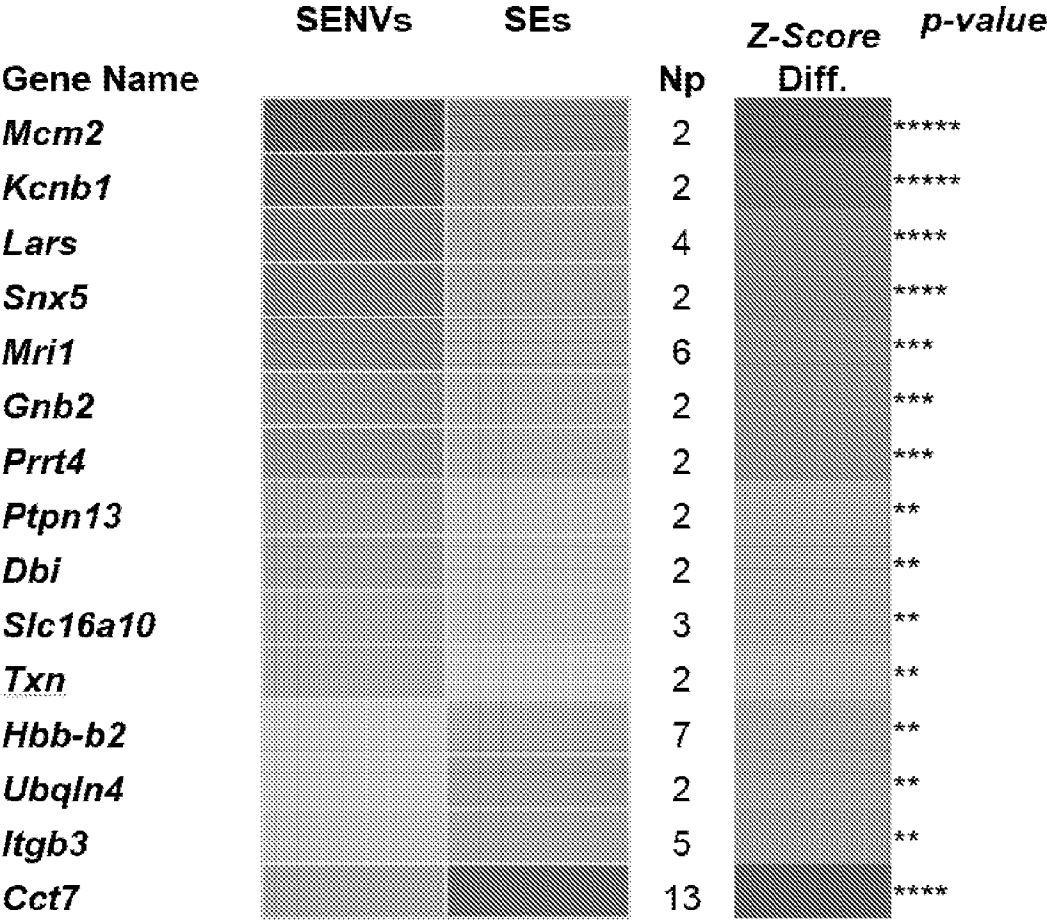 SENVs SEs Z-Score p-value
Gene Name Np Diff.
Mcm2 2 *****
Kcnb1 2 *****
Lars 4 ****
Snx5 2 ****
Mri1 6 ***
Gnb2 2 ***
Prrt4 2 ***
Ptpn13 2 **
Dbi 2 **
Slc16a10 3 **
Txn 2 **
Hbb-b2 7 **
Ubqln4 2 **
Itgb3 5 **
Cct7 13 ****